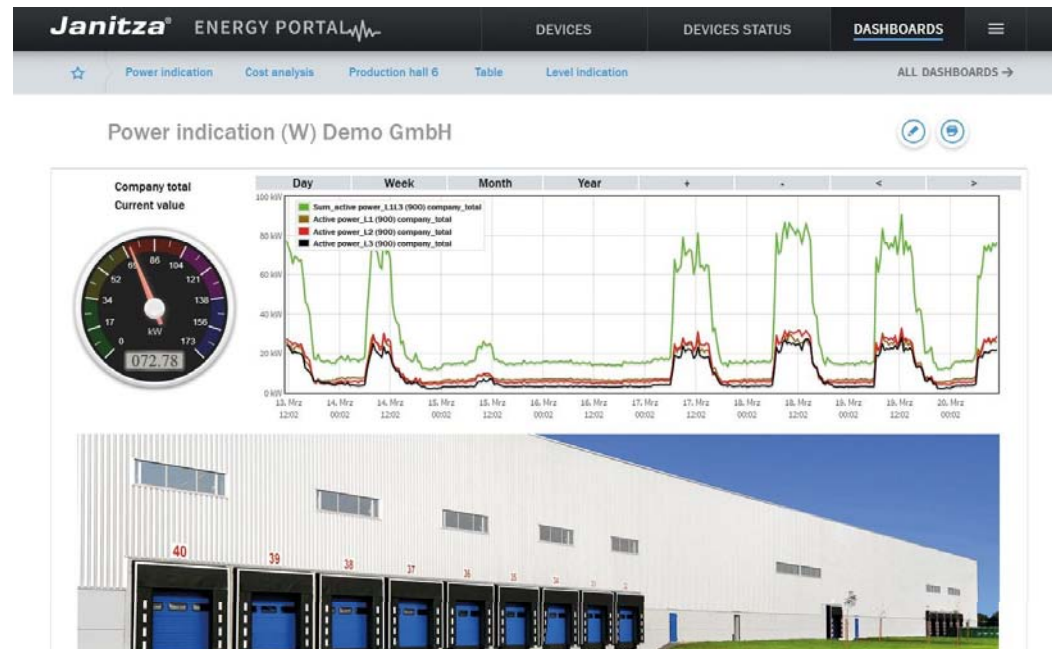 Janitza® ENERGY PORTAL DEVICES DEVICES STATUS DASHBOARDS
Power indication Cost analysis Production hall 6 Table Level indication ALL DASHBOARDS →
Power indication (W) Demo GmbH
Company total
Current value
0 17 34 52 69 86 104 121 138 156 173
kW
072.78
Day Week Month Year + - < >
100 kW
80 kW
60 kW
40 kW
20 kW
0 kW
Sum_active power_L1L3 (900) company_total
Active power_L1 (900) company_total
Active power_L2 (900) company_total
Active power_L3 (900) company_total
13. Mrz 14. Mrz 14. Mrz 15. Mrz 15. Mrz 16. Mrz 16. Mrz 17. Mrz 17. Mrz 18. Mrz 18. Mrz 19. Mrz 19. Mrz 20. Mrz
12:02 00:02 12:02 00:02 12:02 00:02 12:02 00:02 12:02 00:02 12:02 00:02 12:02 00:02
40 39 38 37 36 35 34 33 32